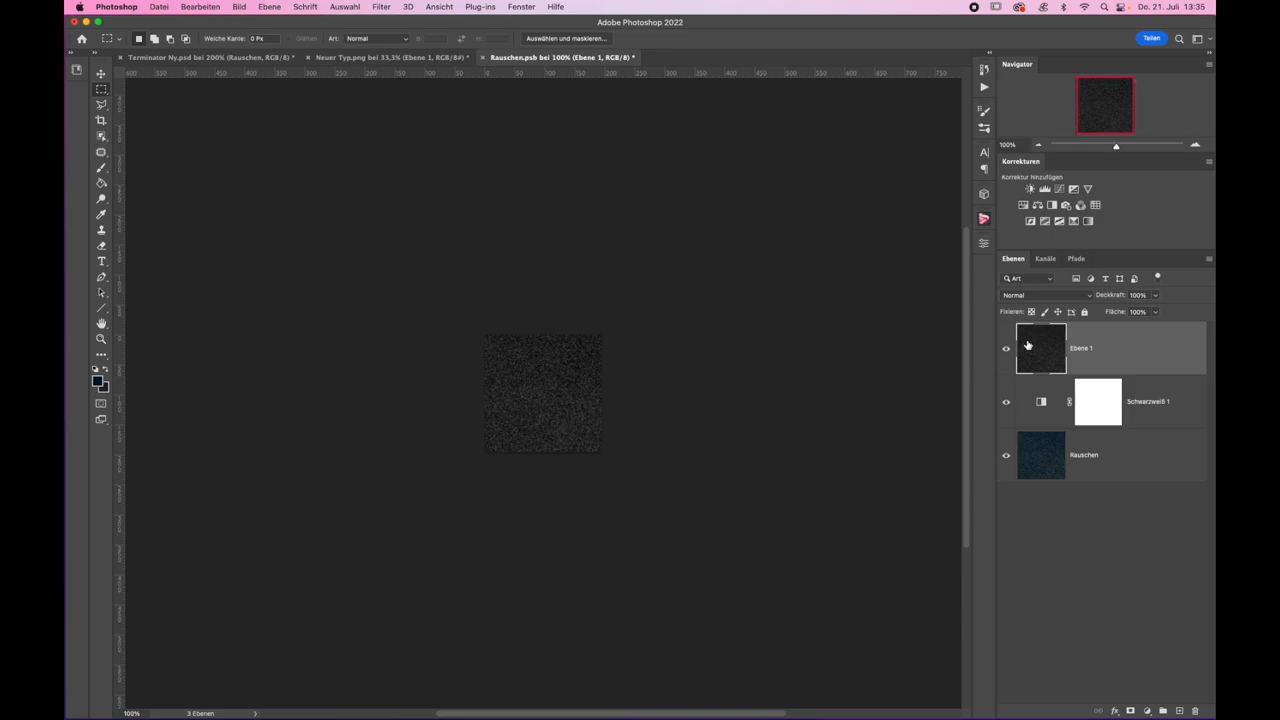 Photoshop Datei Bearbeiten Bild Ebene Schrift Auswahl Filter 3D Ansicht Plug-ins Fenster Hilfe Do. 21. Juli 13:35
Adobe Photoshop 2022
Weiche Kante: 0 Px Glätten Art: Normal B: H: Auswählen und maskieren... Teilen
Terminator Ny.psd bei 200% (Rauschen, RGB/8) * Neuer Typ.png bei 33,3% (Ebene 1, RGB/8#) * Rauschen.psb bei 100% (Ebene 1, RGB/8) *
Navigator
100%
Korrekturen
Korrektur hinzufügen
Ebenen Kanäle Pfade
Art
Normal Deckkraft: 100%
Fixieren: Fläche: 100%
Ebene 1
Schwarzweiß 1
Rauschen
100% 3 Ebenen